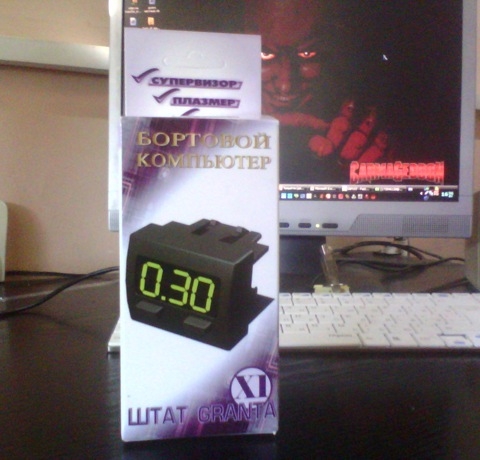 СУПЕРВИЗОР
ПЛАЗМЕР
БОРТОВОЙ
КОМПЬЮТЕР
0.30
XI
ШТАТ GRANTA